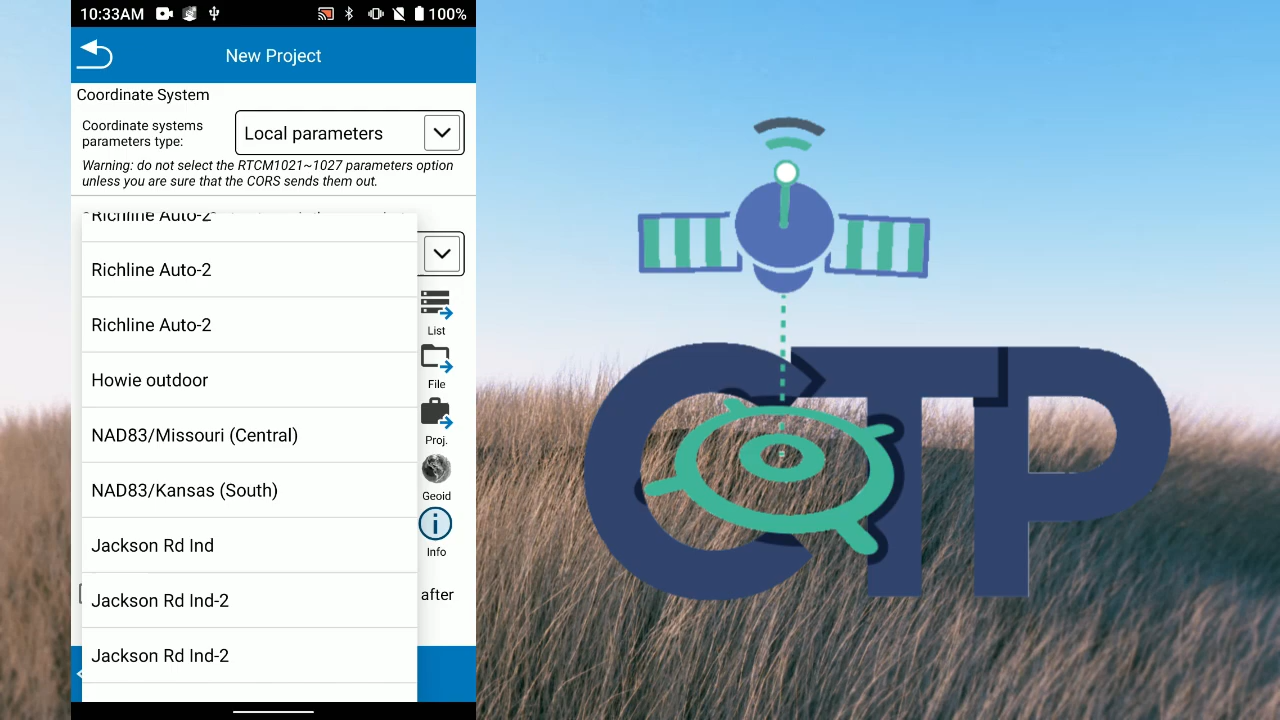 10:33AM
100%
New Project
Coordinate System
Coordinate systems
parameters type:
Local parameters
Warning: do not select the RTCM1021~1027 parameters option
unless you are sure that the CORS sends them out.
Richline Auto-2
Richline Auto-2
Richline Auto-2
Howie outdoor
NAD83/Missouri (Central)
NAD83/Kansas (South)
Jackson Rd Ind
Jackson Rd Ind-2
Jackson Rd Ind-2
List
File
Proj.
Geoid
Info
after
CTP